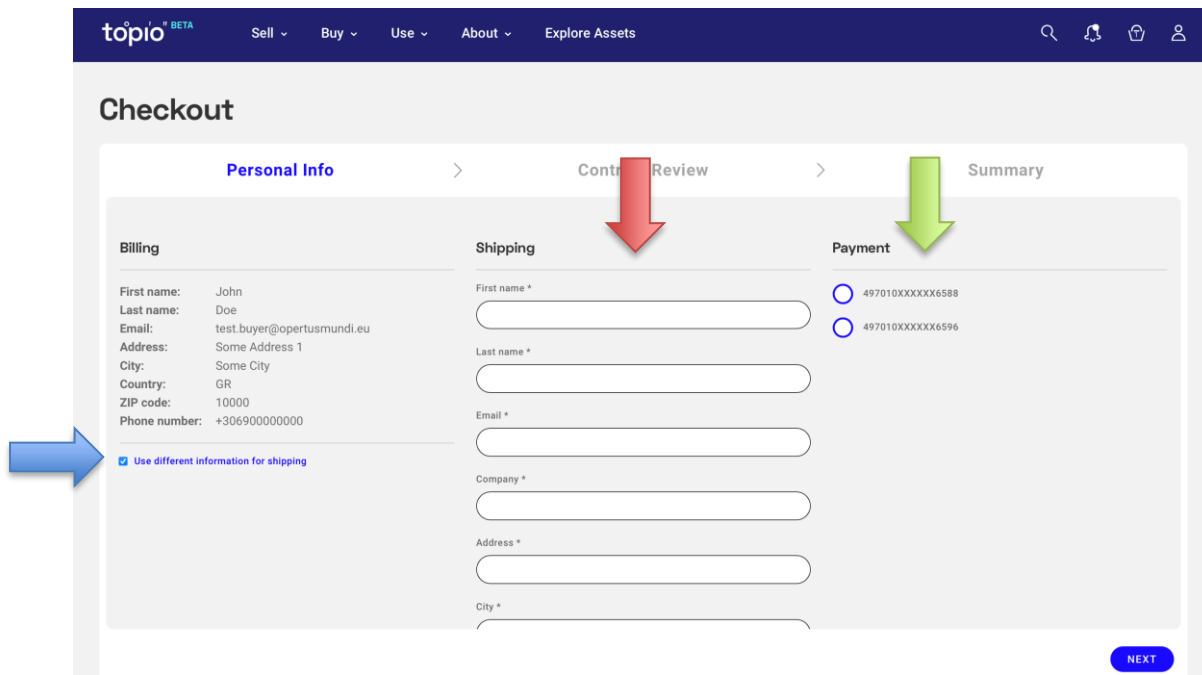 topio BETA
Sell Buy Use About Explore Assets
Checkout
Personal Info Review Summary
Billing
First name: John
Last name: Doe
Email: test.buyer@opertusmundi.eu
Address: Some Address 1
City: Some City
Country: GR
ZIP code: 10000
Phone number: +306900000000
Use different information for shipping
Shipping
First name *
Last name *
Email *
Company *
Address *
City *
Payment
497010XXXXXX6588
497010XXXXXX6596
NEXT